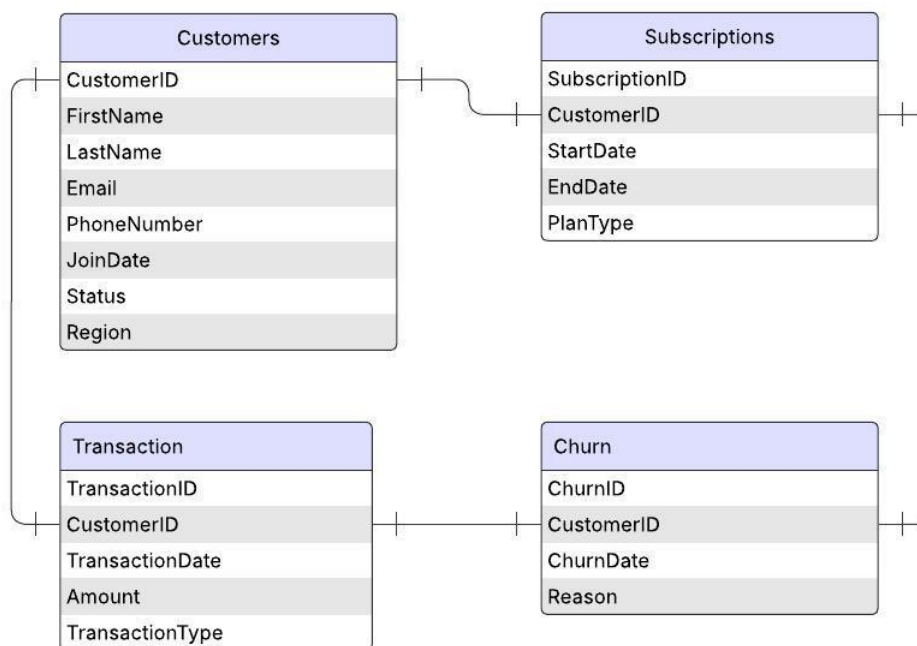 Customers
CustomerID
FirstName
LastName
Email
PhoneNumber
JoinDate
Status
Region
Subscriptions
SubscriptionID
CustomerID
StartDate
EndDate
PlanType
Transaction
TransactionID
CustomerID
TransactionDate
Amount
TransactionType
Churn
ChurnID
CustomerID
ChurnDate
Reason